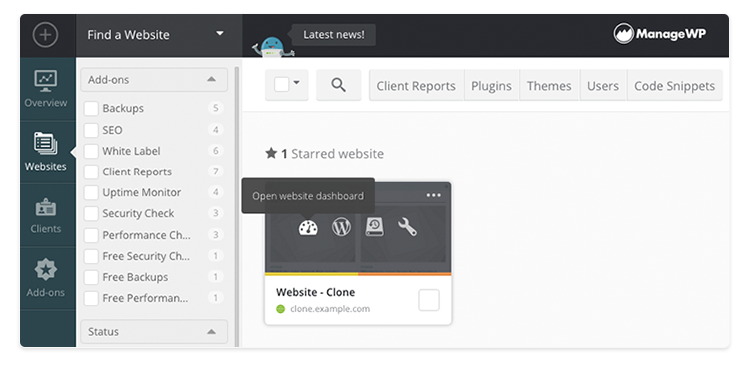 Find a Website
Latest news!
ManageWP
Overview
Websites
Clients
Add-ons
Add-ons
Backups 5
SEO 4
White Label 6
Client Reports 7
Uptime Monitor 4
Security Check 3
Performance Ch... 3
Free Security Ch... 1
Free Backups 1
Free Performan... 1
Status
Client Reports Plugins Themes Users Code Snippets
1 Starred website
Open website dashboard
Website - Clone
clone.example.com